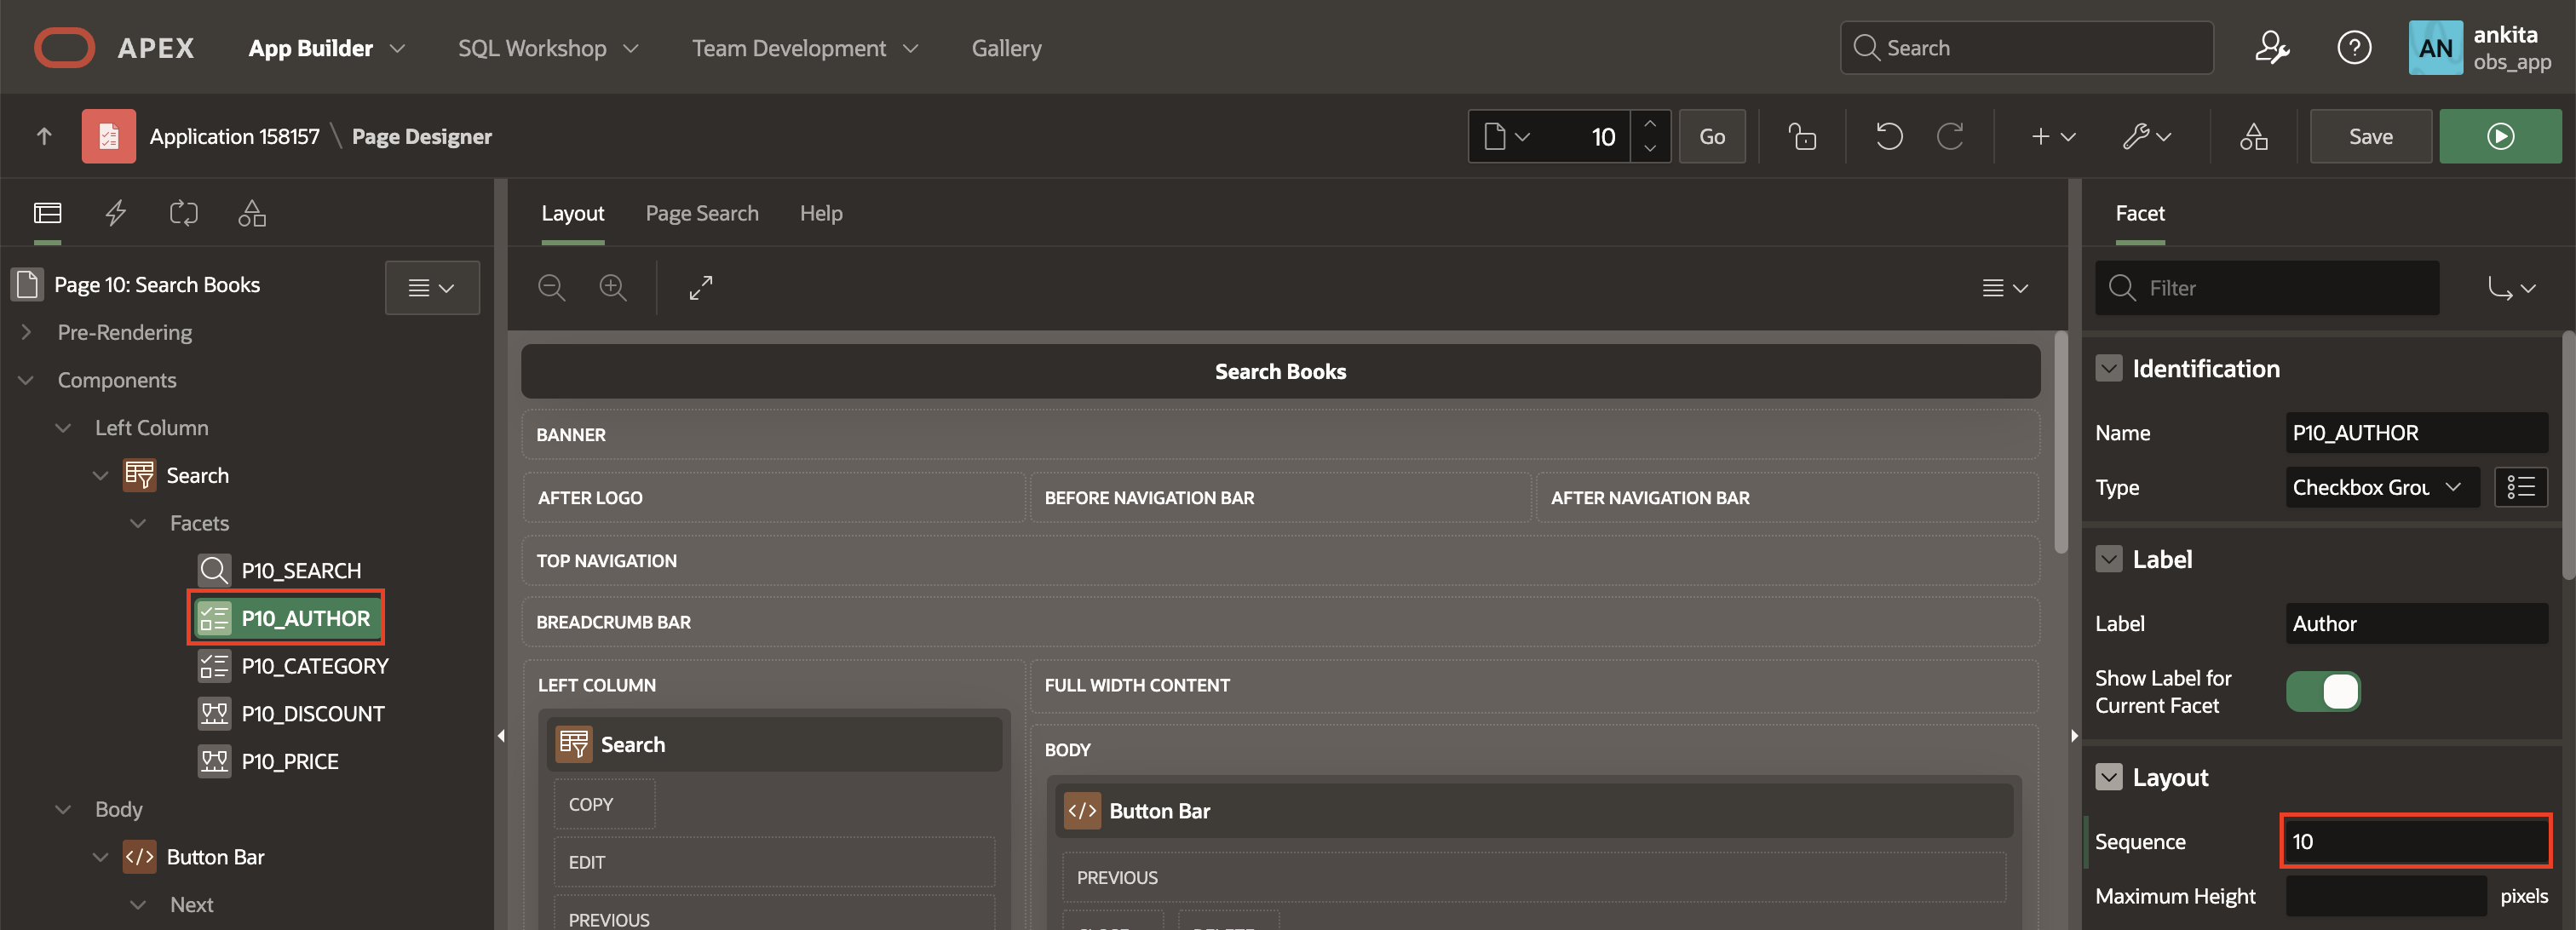 APEX
App Builder
SQL Workshop
Team Development
Gallery
Search
AN
ankita
obs_app
Application 158157 \ Page Designer
10
Go
Save
Layout
Page Search
Help
Facet
Page 10: Search Books
Filter
Pre-Rendering
Components
Left Column
Search
Facets
P10_SEARCH
P10_AUTHOR
P10_CATEGORY
P10_DISCOUNT
P10_PRICE
Body
</> Button Bar
Next
Search Books
BANNER
AFTER LOGO
BEFORE NAVIGATION BAR
AFTER NAVIGATION BAR
TOP NAVIGATION
BREADCRUMB BAR
LEFT COLUMN
FULL WIDTH CONTENT
Search
COPY
EDIT
PREVIOUS
BODY
</> Button Bar
PREVIOUS
Identification
Name
P10_AUTHOR
Type
Checkbox Grou
Label
Label
Author
Show Label for
Current Facet
Layout
Sequence
10
Maximum Height
pixels